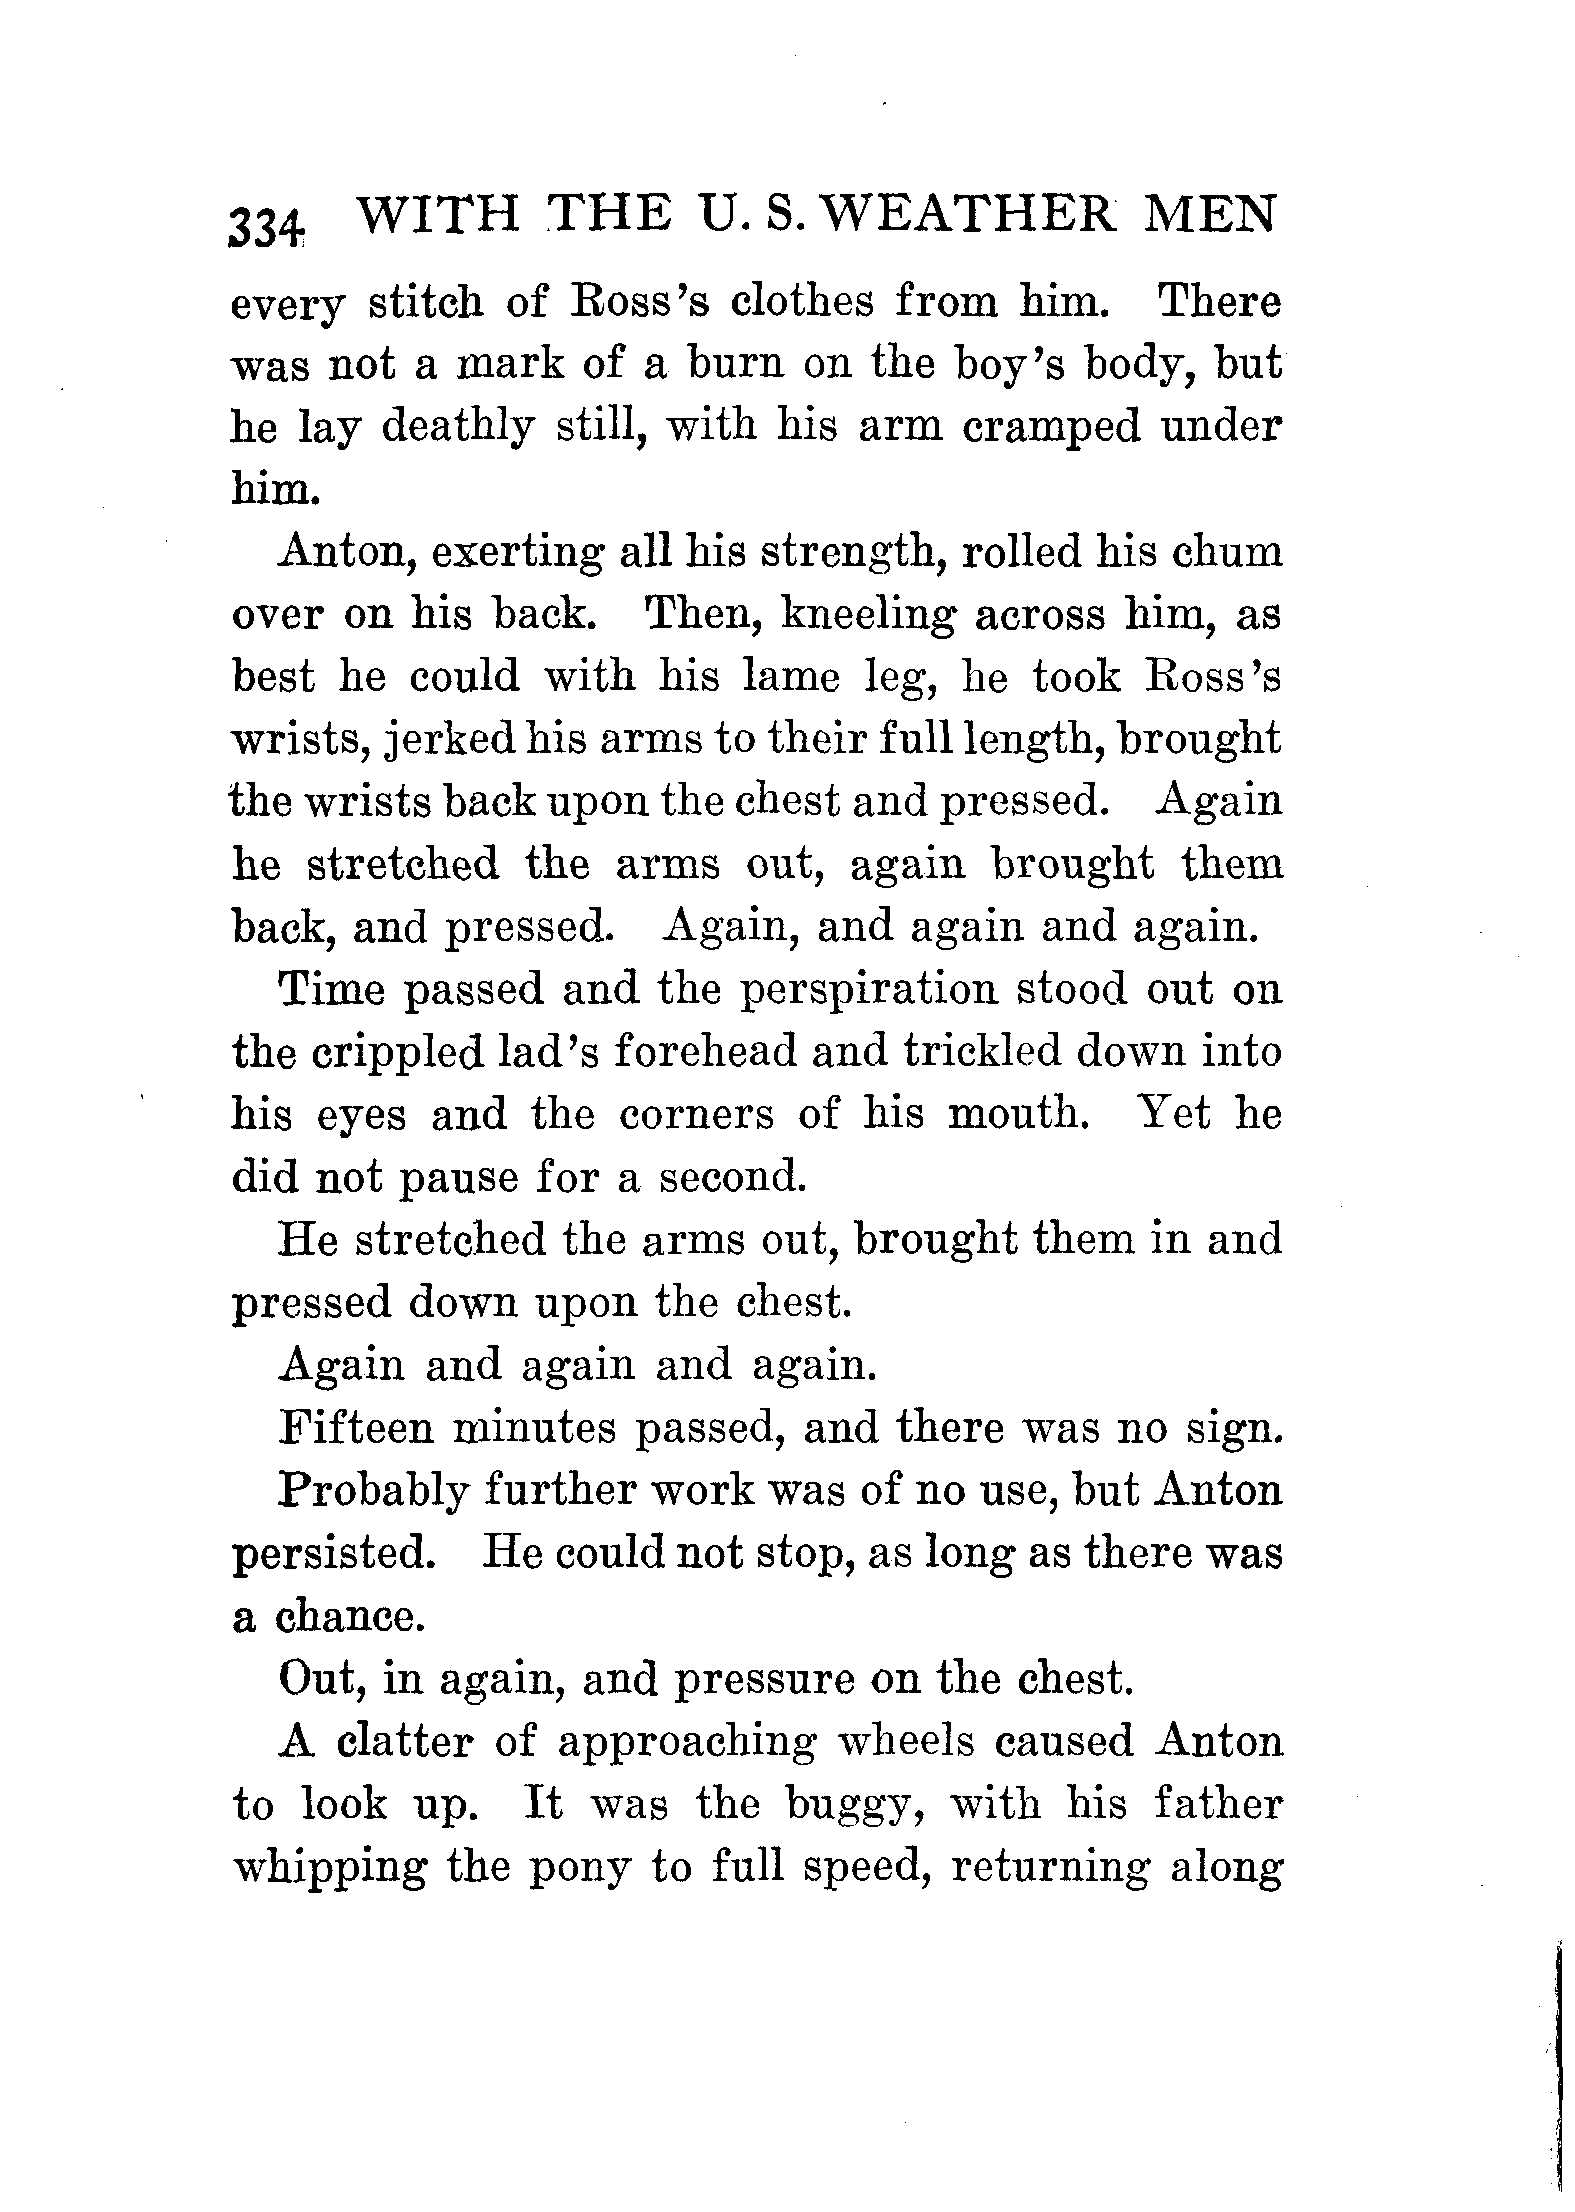 334 WITH THE U. S. WEATHER MEN
every stitch of Ross's clothes from him. There
was not a mark of a burn on the boy's body, but
he lay deathly still, with his arm cramped under
him.
Anton, exerting all his strength, rolled his chum
over on his back. Then, kneeling across him, as
best he could with his lame leg, he took Ross's
wrists, jerked his arms to their full length, brought
the wrists back upon the chest and pressed. Again
he stretched the arms out, again brought them
back, and pressed. Again, and again and again.
Time passed and the perspiration stood out on
the crippled lad's forehead and trickled down into
his eyes and the corners of his mouth. Yet he
did not pause for a second.
He stretched the arms out, brought them in and
pressed down upon the chest.
Again and again and again.
Fifteen minutes passed, and there was no sign.
Probably further work was of no use, but Anton
persisted. He could not stop, as long as there was
a chance.
Out, in again, and pressure on the chest.
A clatter of approaching wheels caused Anton
to look up. It was the buggy, with his father
whipping the pony to full speed, returning along